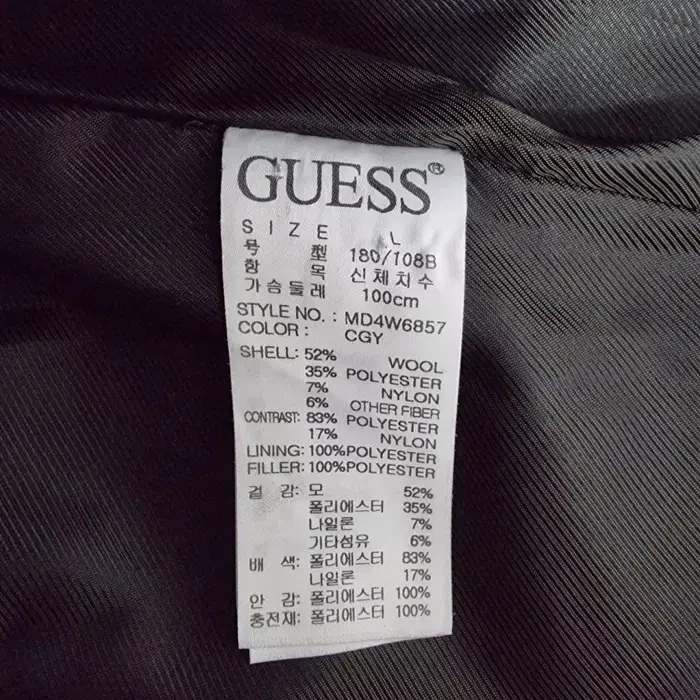 GUESS®
SIZE L
号 型 180/108B
항 목 신체치수
가슴둘레 100cm
STYLE NO. : MD4W6857
COLOR : CGY
SHELL: 52% WOOL
35% POLYESTER
7% NYLON
6% OTHER FIBER
CONTRAST: 83% POLYESTER
17% NYLON
LINING: 100%POLYESTER
FILLER: 100%POLYESTER
겉 감: 모 52%
폴리에스터 35%
나일론 7%
기타섬유 6%
배 색: 폴리에스터 83%
나일론 17%
안 감: 폴리에스터 100%
충전재: 폴리에스터 100%